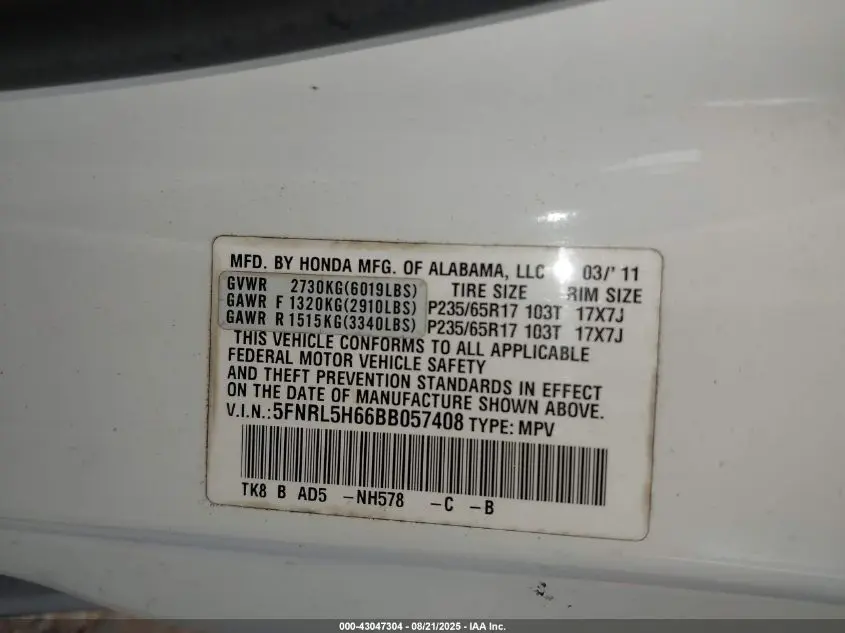 MFD. BY HONDA MFG. OF ALABAMA, LLC 03/'11
GVWR 2730KG(6019LBS) TIRE SIZE RIM SIZE
GAWR F 1320KG(2910LBS) P235/65R17 103T 17X7J
GAWR R 1515KG(3340LBS) P235/65R17 103T 17X7J
THIS VEHICLE CONFORMS TO ALL APPLICABLE
FEDERAL MOTOR VEHICLE SAFETY
AND THEFT PREVENTION STANDARDS IN EFFECT
ON THE DATE OF MANUFACTURE SHOWN ABOVE.
V.I.N.: 5FNRL5H66BB057408 TYPE: MPV
TK8 B AD5 -NH578 -C -B
000-43047304 - 08/21/2025 - IAA Inc.